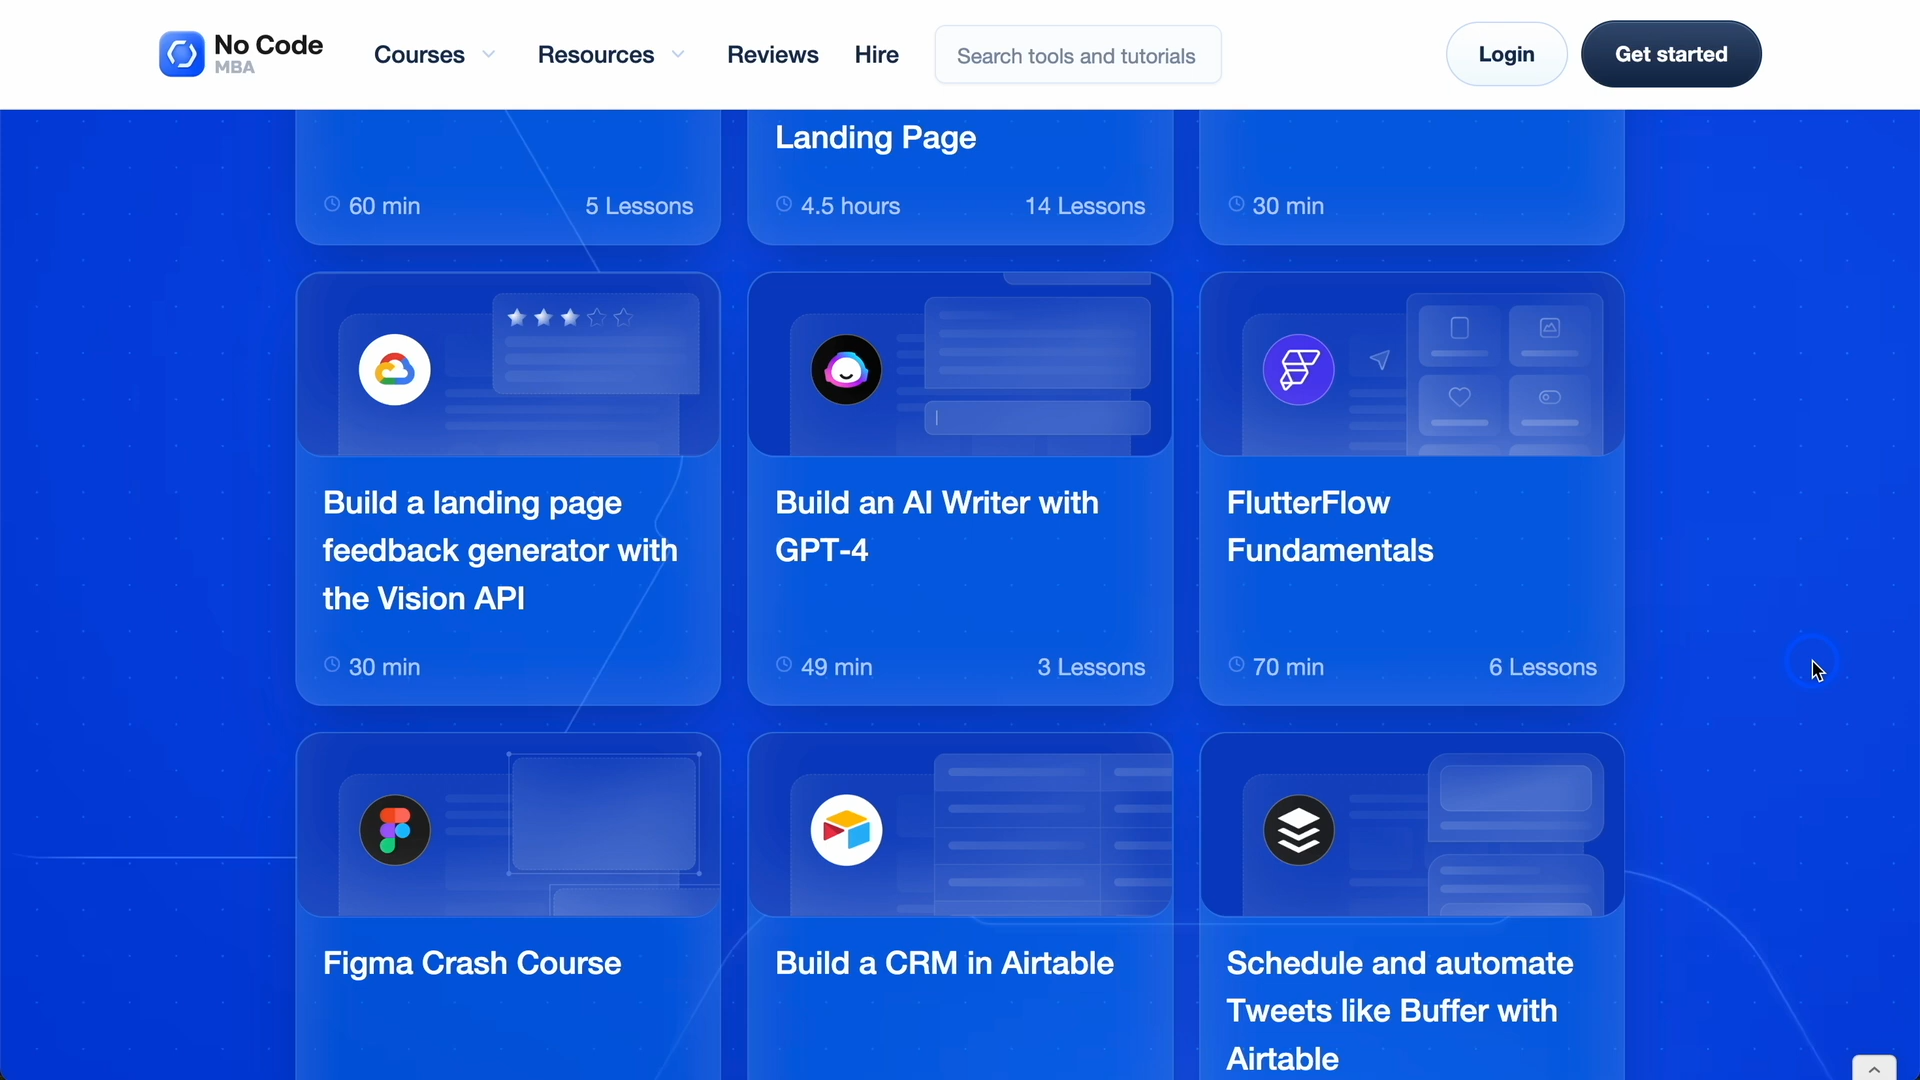 No Code
MBA
Courses
Resources
Reviews
Hire
Search tools and tutorials
Login
Get started
Landing Page
60 min
5 Lessons
4.5 hours
14 Lessons
30 min
Build a landing page
feedback generator with
the Vision API
30 min
Build an AI Writer with
GPT-4
49 min
3 Lessons
FlutterFlow
Fundamentals
70 min
6 Lessons
Figma Crash Course
Build a CRM in Airtable
Schedule and automate
Tweets like Buffer with
Airtable